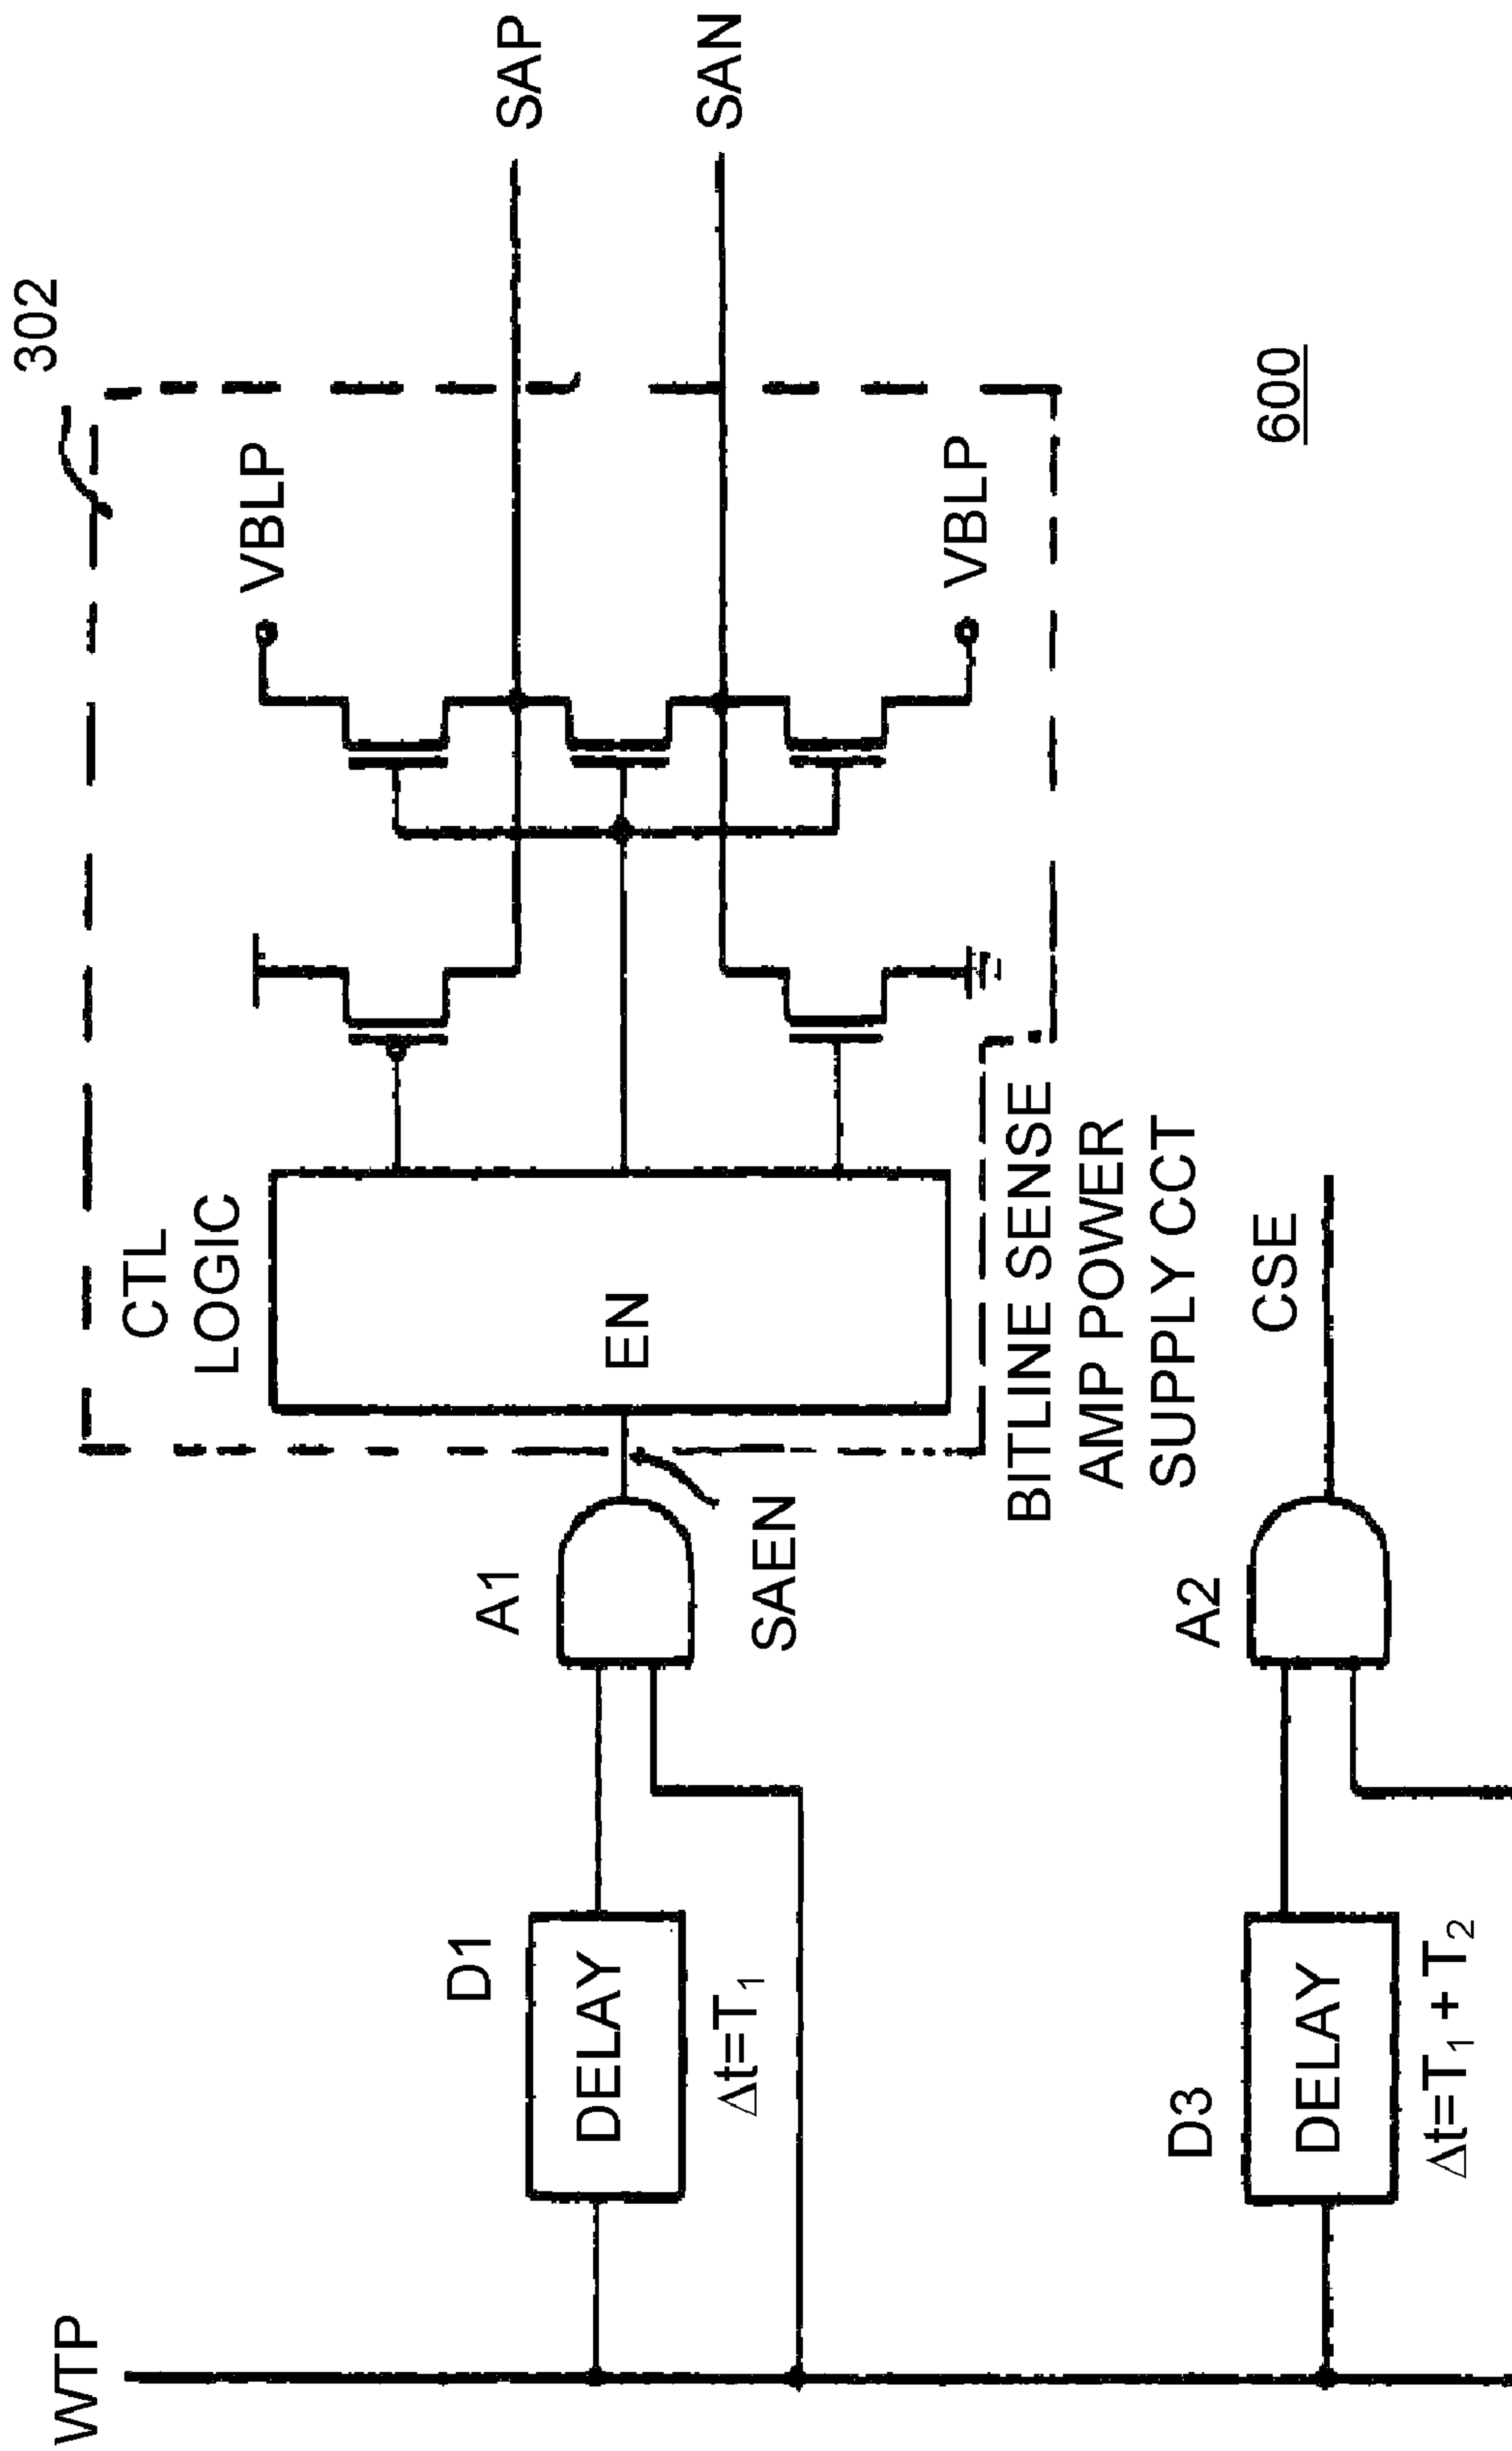 302
VBLP
SAP
SAN
VBLP
CTL
LOGIC
EN
BITLINE SENSE
AMP POWER
SUPPLY CCT
A1
SAEN
D1
DELAY
Δt=T₁
WTP
CSE
A2
D3
DELAY
Δt=T₁ + T₂
600